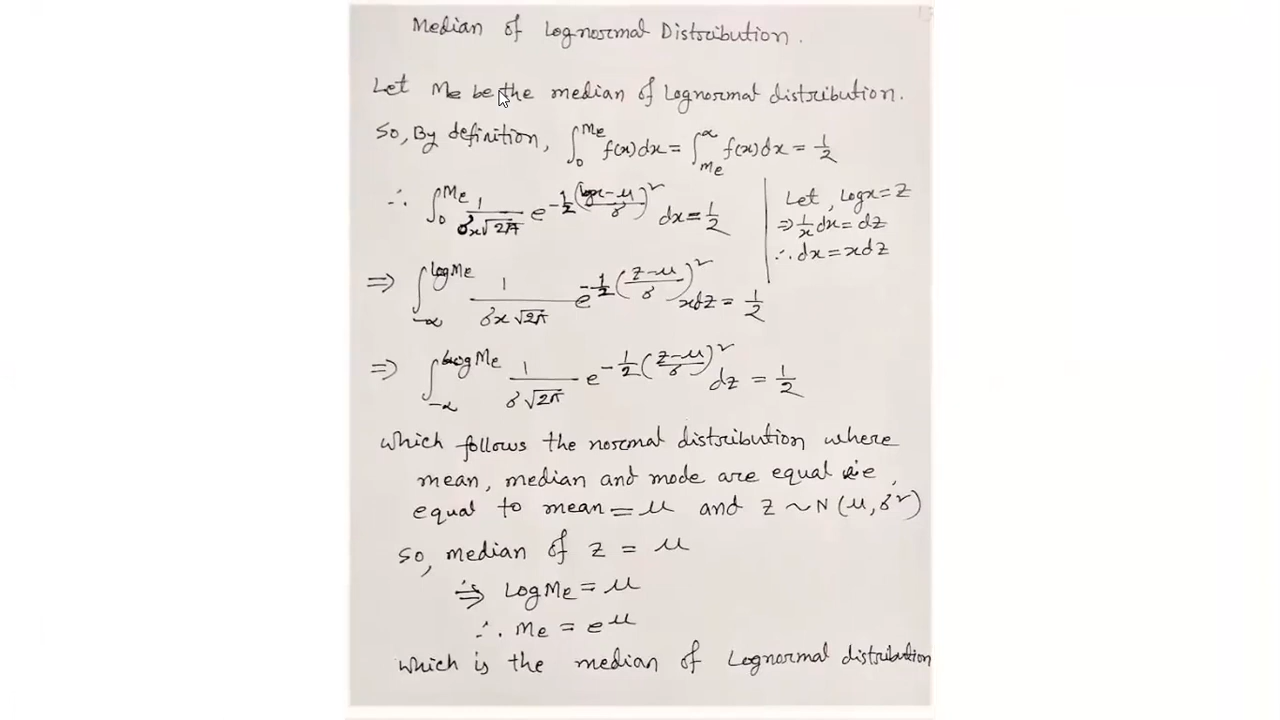 Median of Lognormal Distribution.
Let Me be the median of Lognormal distribution.
So, By definition, ∫₀^Me f(x)dx = ∫_Me^∞ f(x)dx = 1/2
∴ ∫₀^Me 1/(σx√2π) e^(-1/2((logx-μ)/σ)²) dx = 1/2
Let, Logx = Z
⇒ 1/x dx = dz
∴ dx = xdz
⇒ ∫_-∞^logMe 1/(σx√2π) e^(-1/2((z-μ)/σ)²) xdz = 1/2
⇒ ∫_-∞^logMe 1/(σ√2π) e^(-1/2((z-μ)/σ)²) dz = 1/2
which follows the normal distribution where
mean, median and mode are equal i.e,
equal to mean = μ and Z ~ N(μ, σ²)
So, median of z = μ
⇒ LogMe = μ
∴ Me = e^μ
which is the median of Lognormal distribution